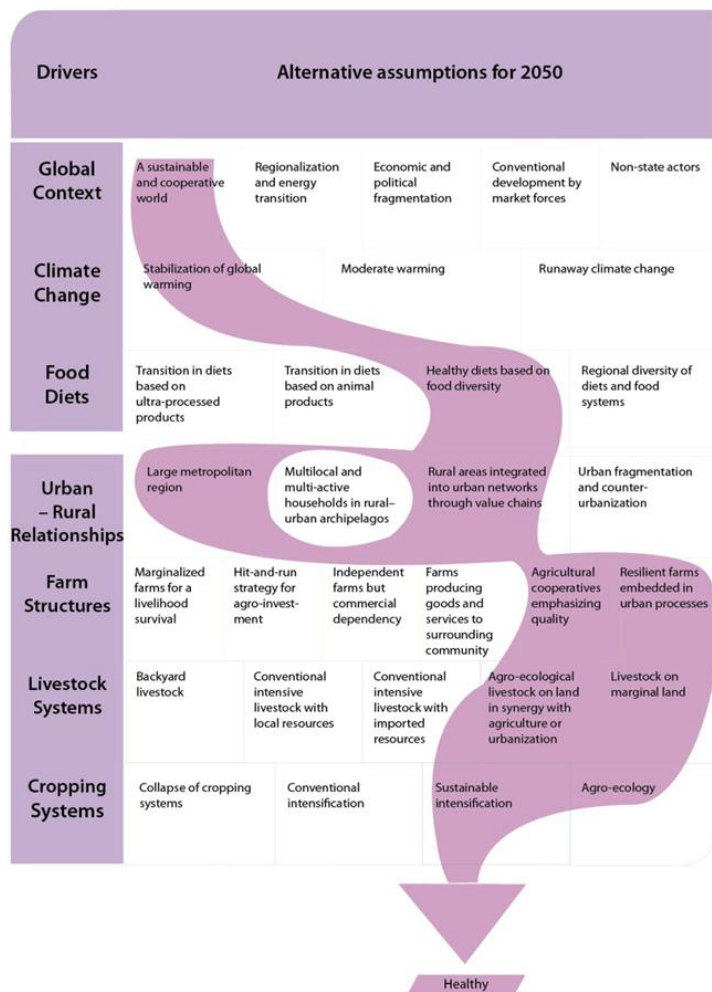 Drivers
Alternative assumptions for 2050
Global
Context
A sustainable
and cooperative
world
Regionalization
and energy
transition
Economic and
political
fragmentation
Conventional
development by
market forces
Non-state actors
Climate
Change
Stabilization of global
warming
Moderate warming
Runaway climate change
Food
Diets
Transition in diets
based on
ultra-processed
products
Transition in diets
based on animal
products
Healthy diets based on
food diversity
Regional diversity of
diets and food
systems
Urban
– Rural
Relationships
Large metropolitan
region
Multilocal and
multi-active
households in rural–
urban archipelagos
Rural areas integrated
into urban networks
through value chains
Urban fragmentation
and counter-
urbanization
Farm
Structures
Marginalized
farms for a
livelihood
survival
Hit-and-run
strategy for
agro-invest-
ment
Independent
farms but
commercial
dependency
Farms
producing
goods and
services to
surrounding
community
Agricultural
cooperatives
emphasizing
quality
Resilient farms
embedded in
urban processes
Livestock
Systems
Backyard
livestock
Conventional
intensive
livestock with
local resources
Conventional
intensive
livestock with
imported
resources
Agro-ecological
livestock on land
in synergy with
agriculture or
urbanization
Livestock on
marginal land
Cropping
Systems
Collapse of cropping
systems
Conventional
intensification
Sustainable
intensification
Agro-ecology
Healthy